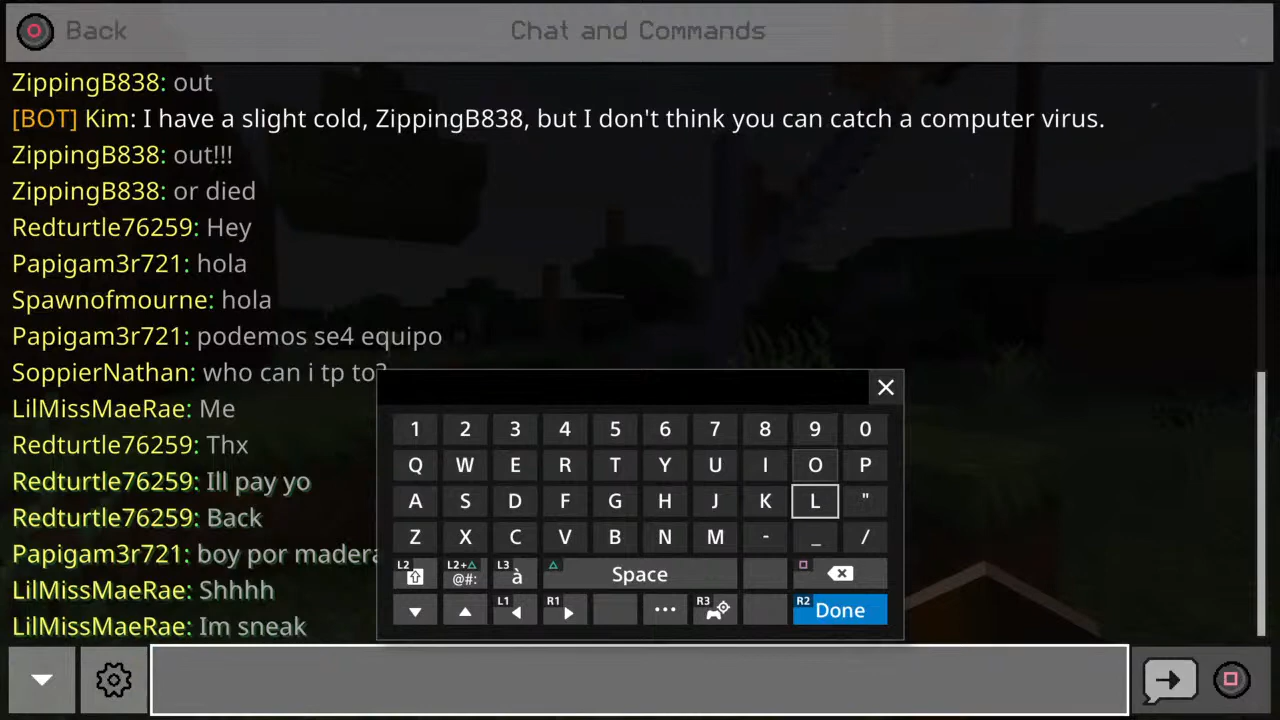 Back
Chat and Commands
ZippingB838: out
[BOT] Kim: I have a slight cold, ZippingB838, but I don't think you can catch a computer virus.
ZippingB838: out!!!
ZippingB838: or died
Redturtle76259: Hey
Papigam3r721: hola
Spawnofmourne: hola
Papigam3r721: podemos se4 equipo
SoppierNathan: who can i tp to?
LilMissMaeRae: Me
Redturtle76259: Thx
Redturtle76259: Ill pay yo
Redturtle76259: Back
Papigam3r721: boy por madera
LilMissMaeRae: Shhhh
LilMissMaeRae: Im sneak
1 2 3 4 5 6 7 8 9 0
Q W E R T Y U I O P
A S D F G H J K L "
Z X C V B N M - _ /
L2 L2+△ @#: L3 à △ Space
L1 R1 ... R3 R2 Done